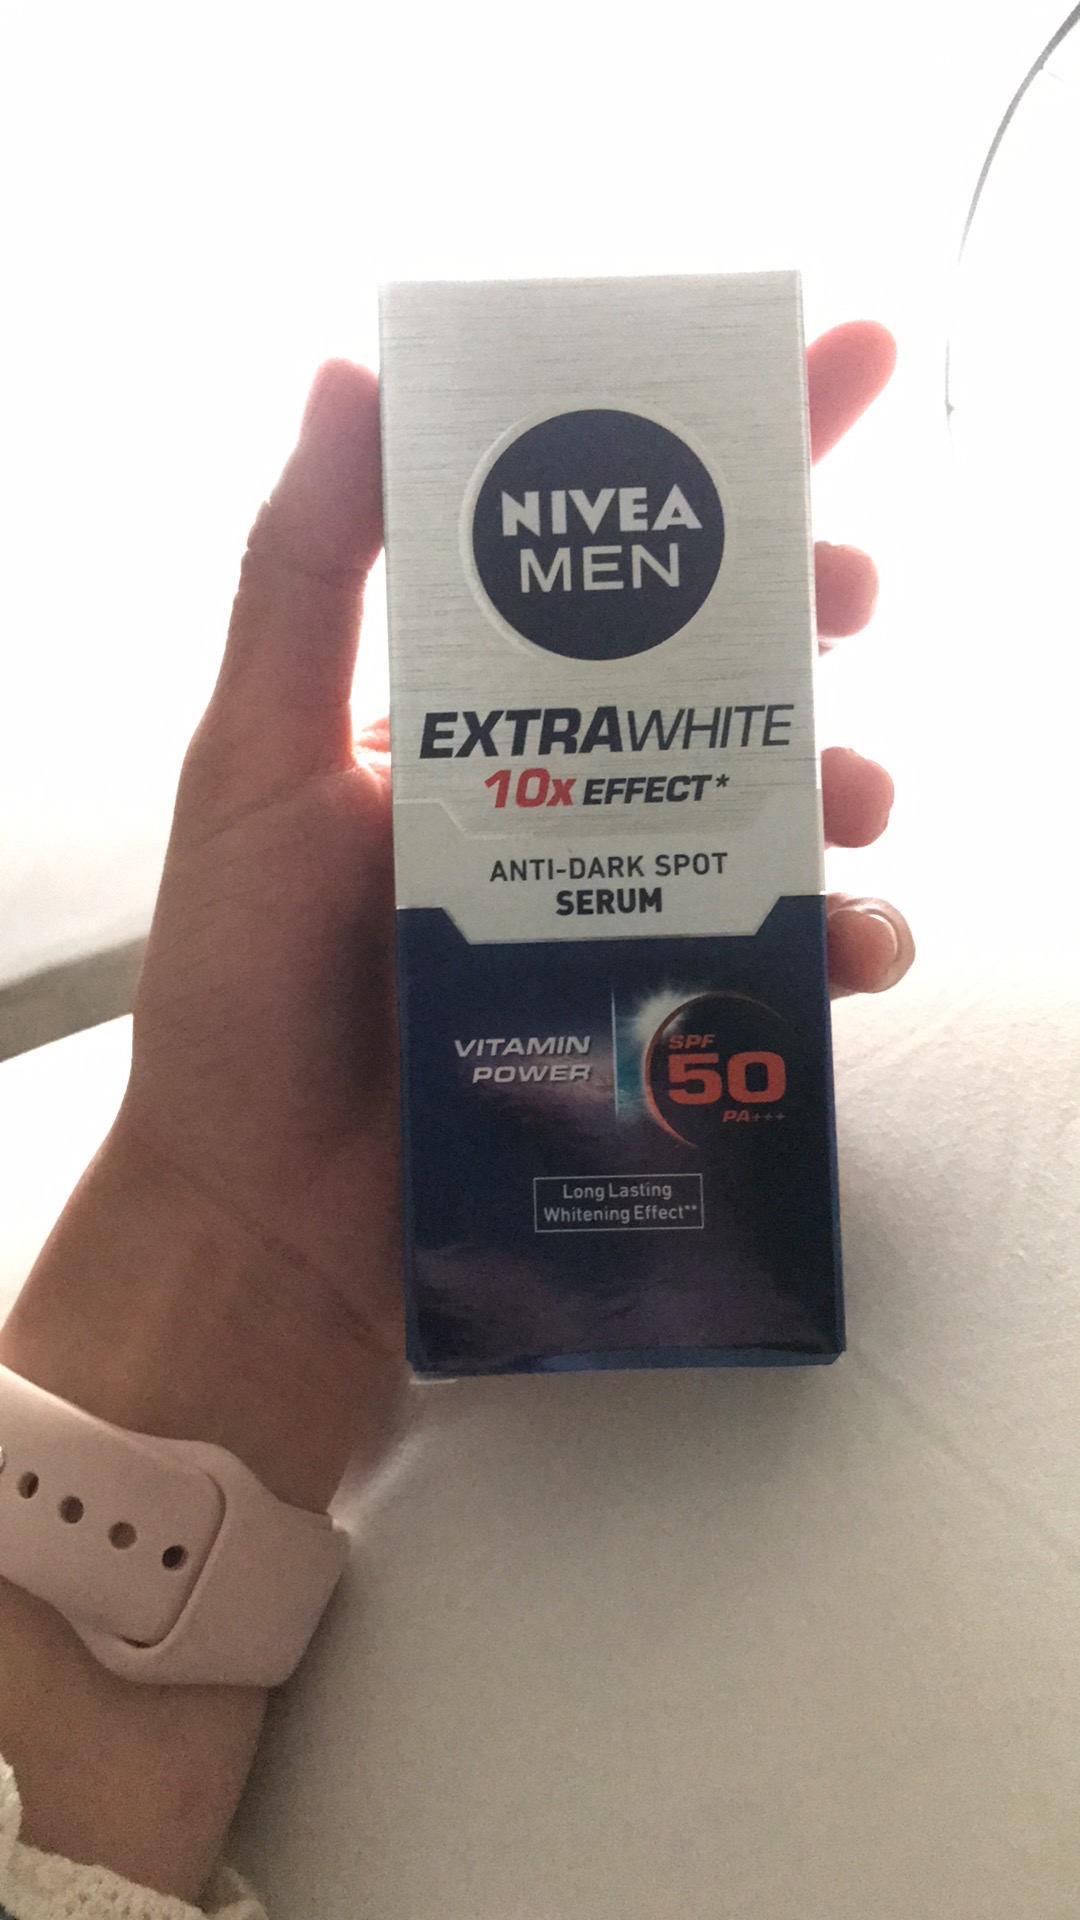 NIVEA
MEN
EXTRAWHITE
10x EFFECT*
ANTI-DARK SPOT
SERUM
VITAMIN
POWER
SPF
50
PA+++
Long Lasting
Whitening Effect**